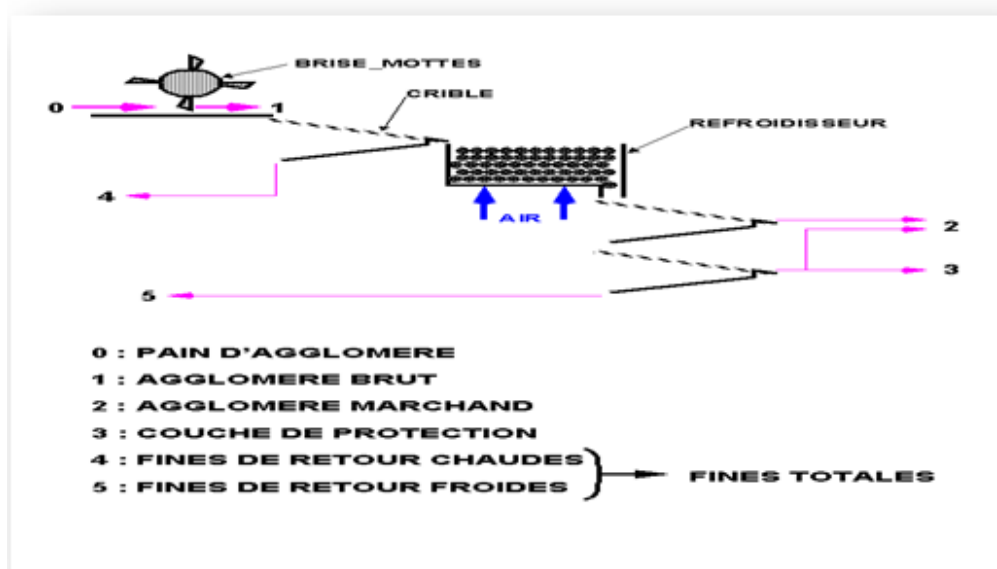 BRISE_MOTTES
0
1
CRIBLE
REFROIDISSEUR
4
AIR
2
3
5
0 : PAIN D'AGGLOMERE
1 : AGGLOMERE BRUT
2 : AGGLOMERE MARCHAND
3 : COUCHE DE PROTECTION
4 : FINES DE RETOUR CHAUDES
5 : FINES DE RETOUR FROIDES
FINES TOTALES